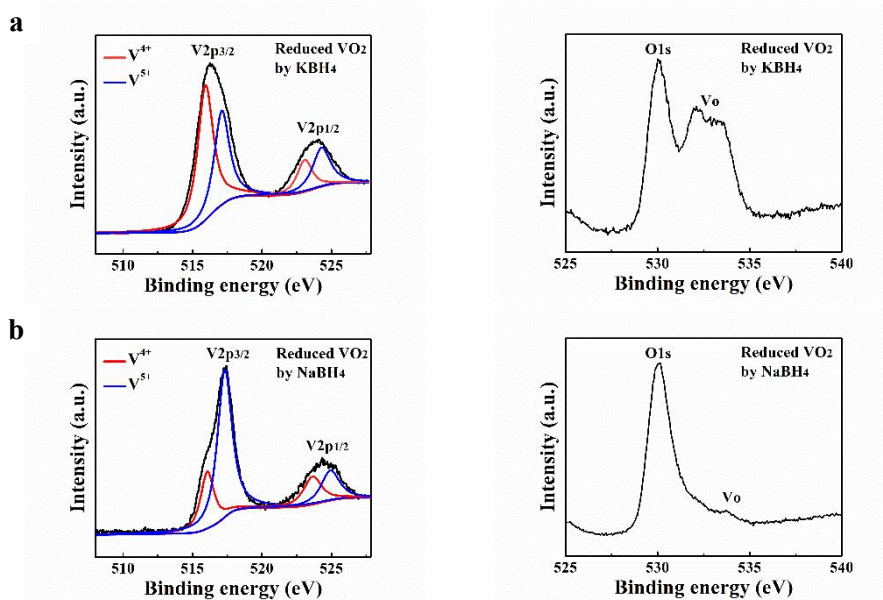 a
V2p3/2
V⁴⁺
V⁵⁺
Reduced VO₂
by KBH₄
V2p1/2
Intensity (a.u.)
510 515 520 525
Binding energy (eV)
O1s
Reduced VO₂
by KBH₄
Vo
Intensity (a.u.)
525 530 535 540
Binding energy (eV)
b
V2p3/2
V⁴⁺
V⁵⁺
Reduced VO₂
by NaBH₄
V2p1/2
Intensity (a.u.)
510 515 520 525
Binding energy (eV)
O1s
Reduced VO₂
by NaBH₄
Vo
Intensity (a.u.)
525 530 535 540
Binding energy (eV)